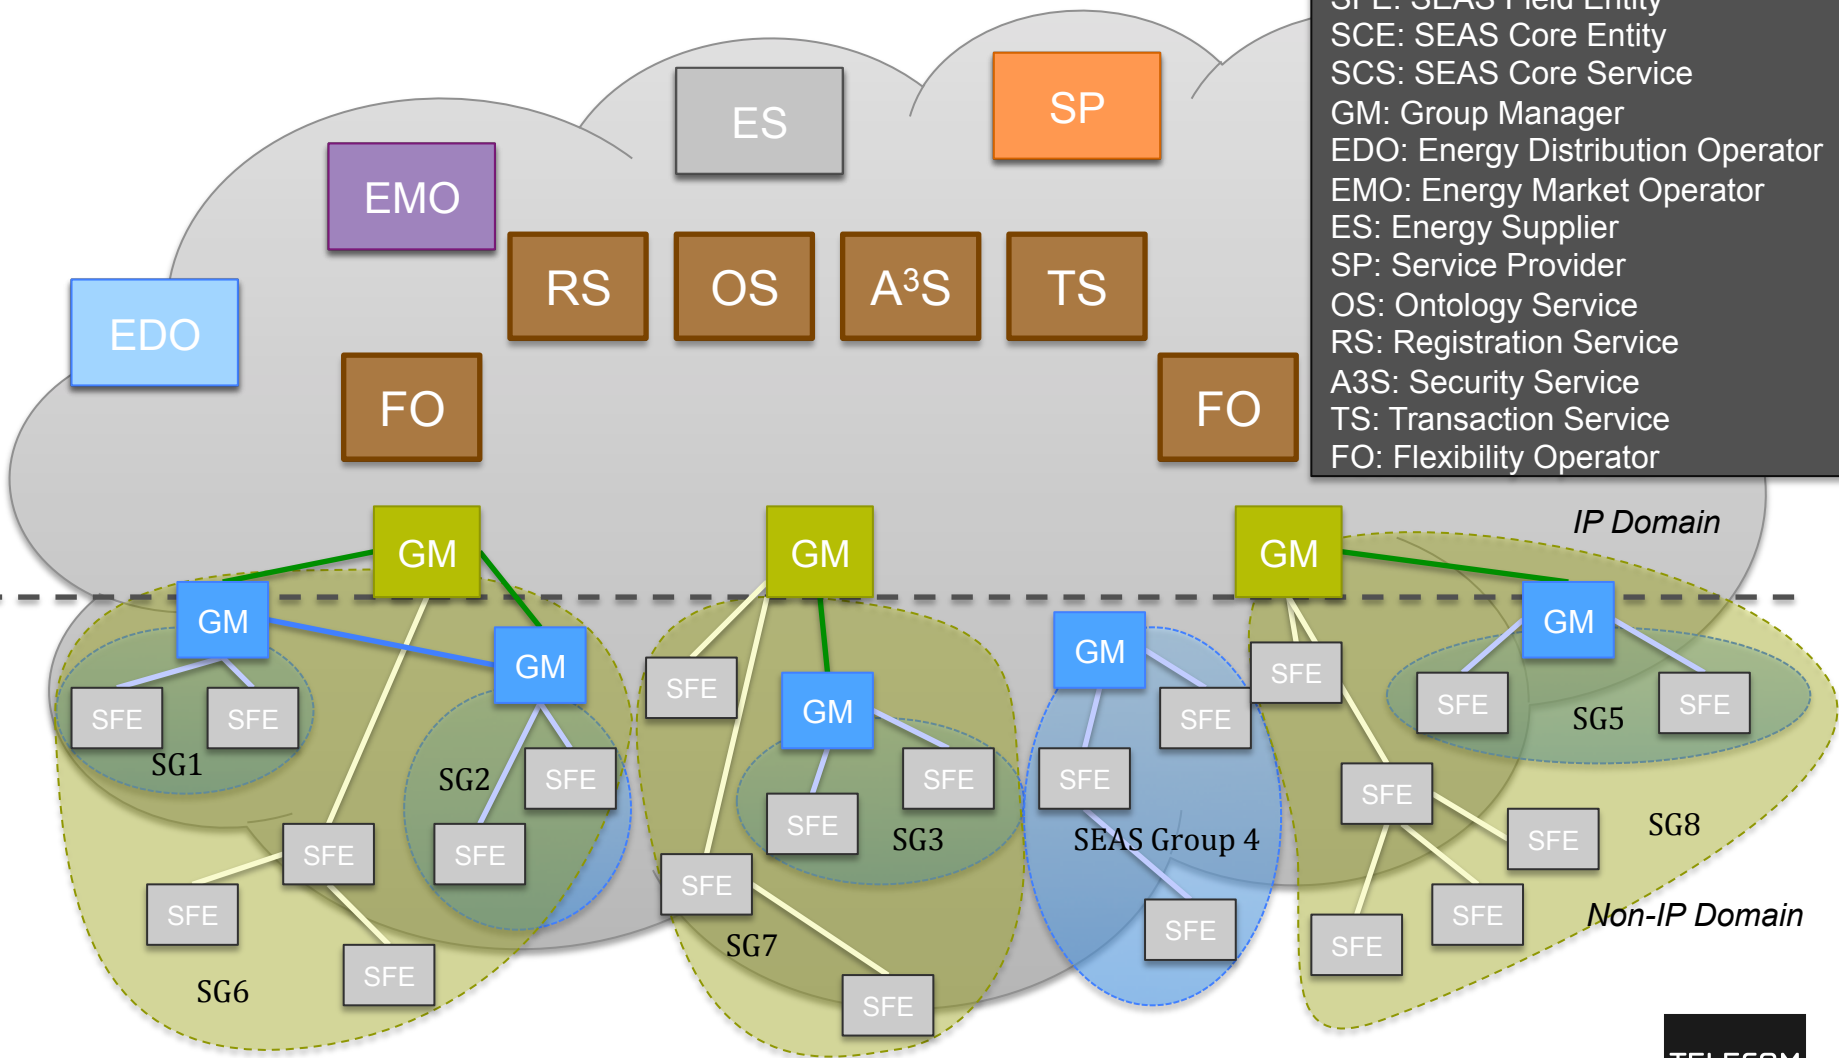 SFE: SEAS Field Entity
SCE: SEAS Core Entity
SCS: SEAS Core Service
GM: Group Manager
EDO: Energy Distribution Operator
EMO: Energy Market Operator
ES: Energy Supplier
SP: Service Provider
OS: Ontology Service
RS: Registration Service
A3S: Security Service
TS: Transaction Service
FO: Flexibility Operator
ES
SP
EMO
RS
OS
A³S
TS
EDO
FO
FO
IP Domain
GM
GM
GM
GM
GM
GM
GM
GM
SFE
SFE
SG1
SG2
SFE
SFE
SFE
SFE
SFE
SG6
SFE
SFE
SFE
SG3
SFE
SG7
SFE
SFE
SFE
SEAS Group 4
SFE
SFE
SFE
SG5
SFE
SFE
SG8
SFE
SFE
SFE
Non-IP Domain
TELECOM